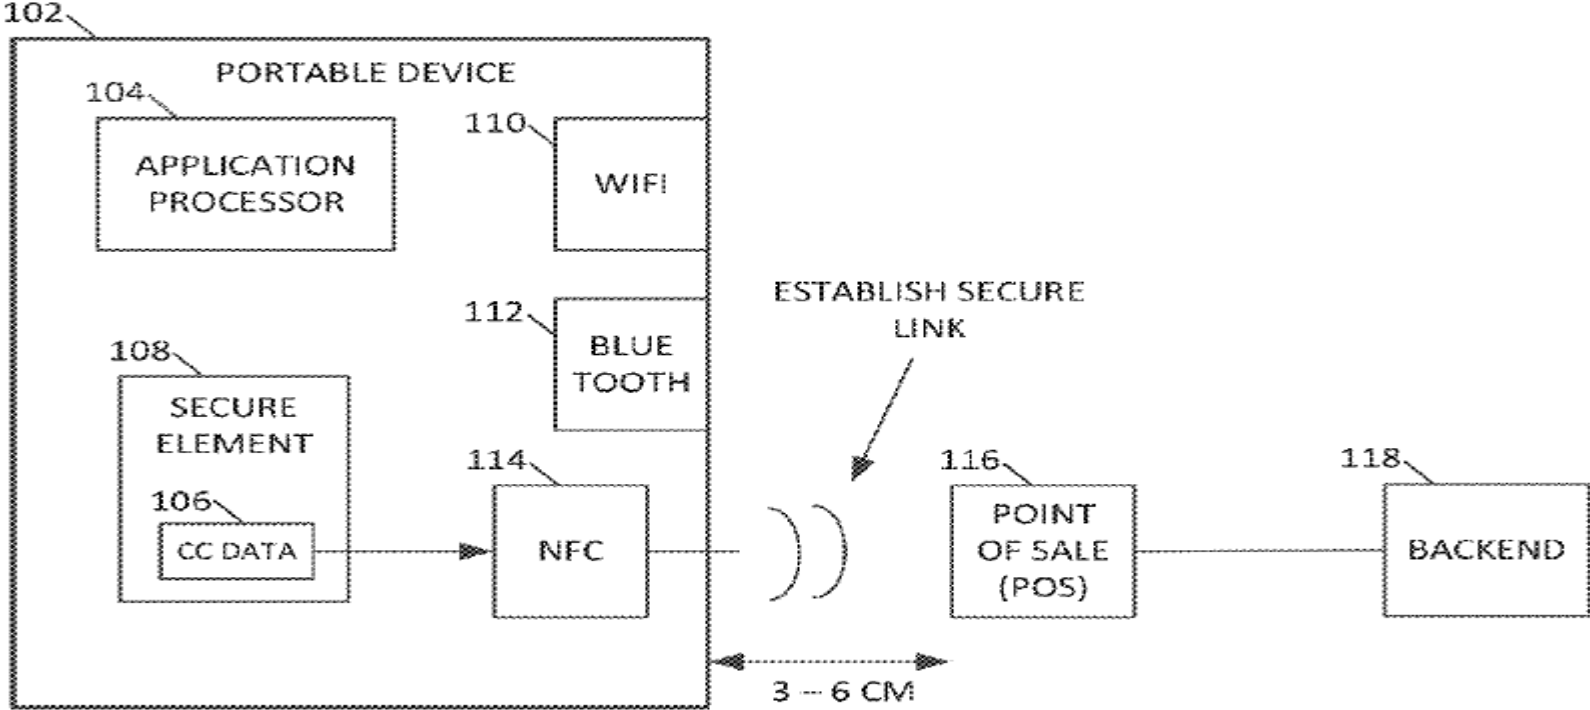 102
PORTABLE DEVICE
104
APPLICATION
PROCESSOR
110
WIFI
112
BLUE
TOOTH
108
SECURE
ELEMENT
106
CC DATA
114
NFC
ESTABLISH SECURE
LINK
116
POINT
OF SALE
(POS)
118
BACKEND
3 – 6 CM